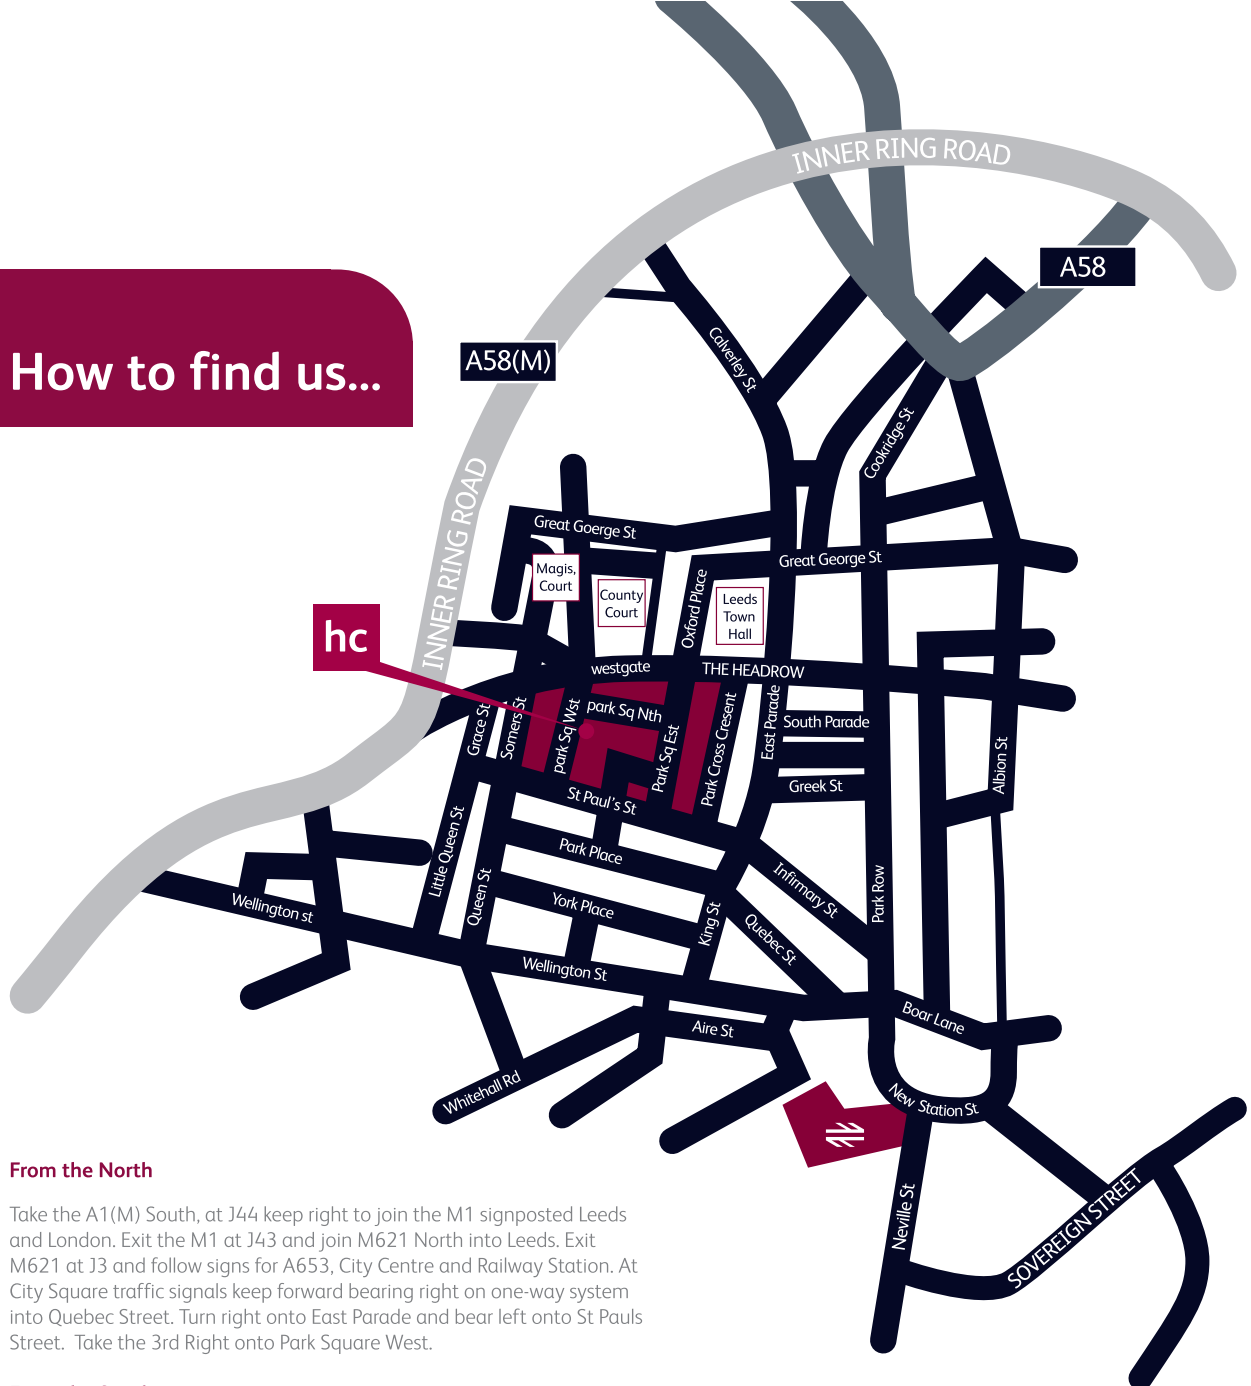 INNER RING ROAD
A58
How to find us...
A58(M)
Calverley St
Cookridge St
INNER RING ROAD
Great Goerge St
Great George St
Magis,
Court
County
Court
Leeds
Town
Hall
Oxford Place
hc
westgate
THE HEADROW
Grace St
Somers St
park Sq Wst
park Sq Nth
Park Sq Est
Park Cross Cresent
East Parade
South Parade
Greek St
Albion St
St Paul's St
Little Queen St
Queen St
Park Place
York Place
King St
Infirmary St
Quebec St
Park Row
Wellington st
Wellington St
Aire St
Boar Lane
Whitehall Rd
New Station St
Neville St
SOVEREIGN STREET
From the North
Take the A1(M) South, at J44 keep right to join the M1 signposted Leeds
and London. Exit the M1 at J43 and join M621 North into Leeds. Exit
M621 at J3 and follow signs for A653, City Centre and Railway Station. At
City Square traffic signals keep forward bearing right on one-way system
into Quebec Street. Turn right onto East Parade and bear left onto St Pauls
Street.  Take the 3rd Right onto Park Square West.